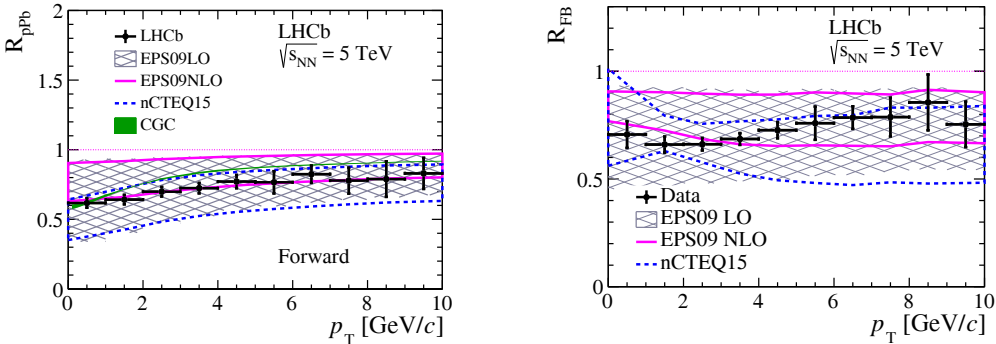 R_pPb
2
1.5
1
0.5
0
LHCb
EPS09LO
EPS09NLO
nCTEQ15
CGC
LHCb
√s_NN = 5 TeV
Forward
0 2 4 6 8 10
p_T [GeV/c]
R_FB
1
0.5
0
LHCb
√s_NN = 5 TeV
Data
EPS09 LO
EPS09 NLO
nCTEQ15
0 2 4 6 8 10
p_T [GeV/c]